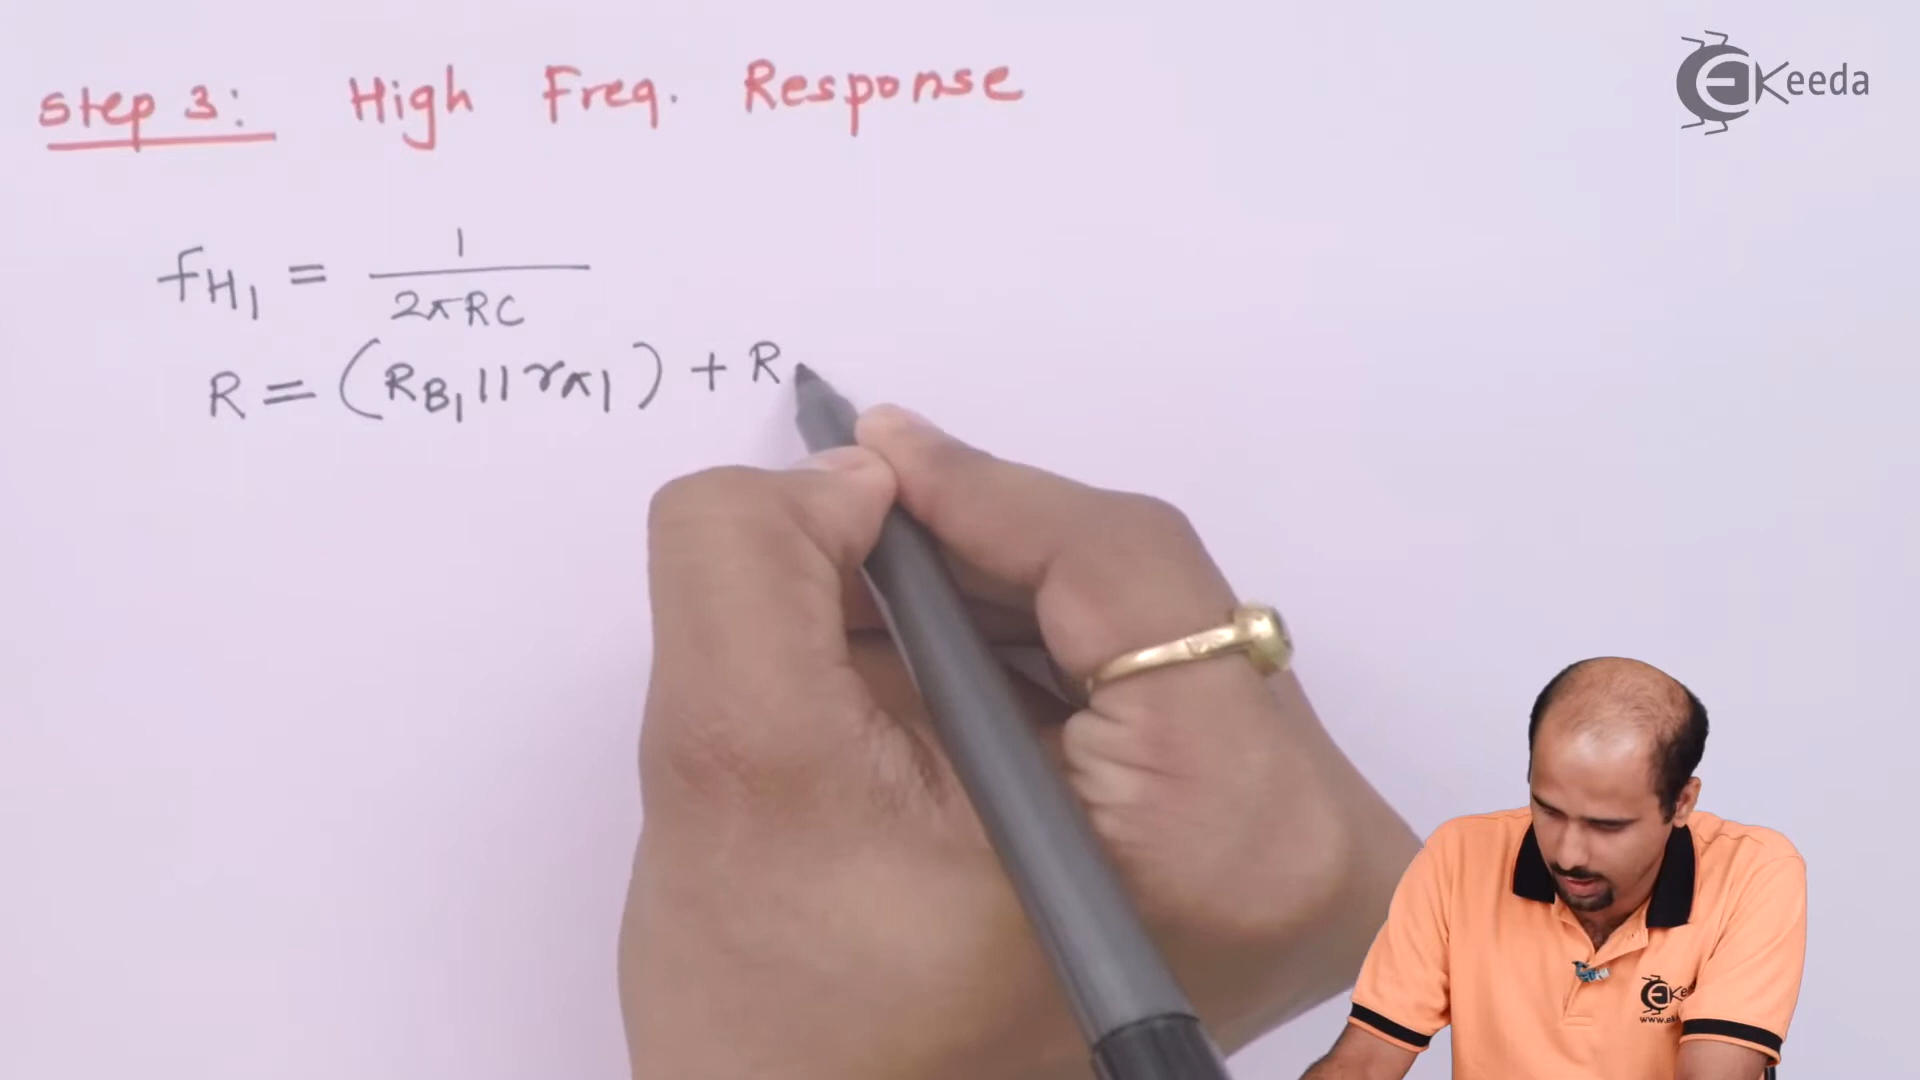 Step 3: High Freq. Response
EKeeda
fH1 = 1 / 2πRC
R = (RB1 || rπ1) + R